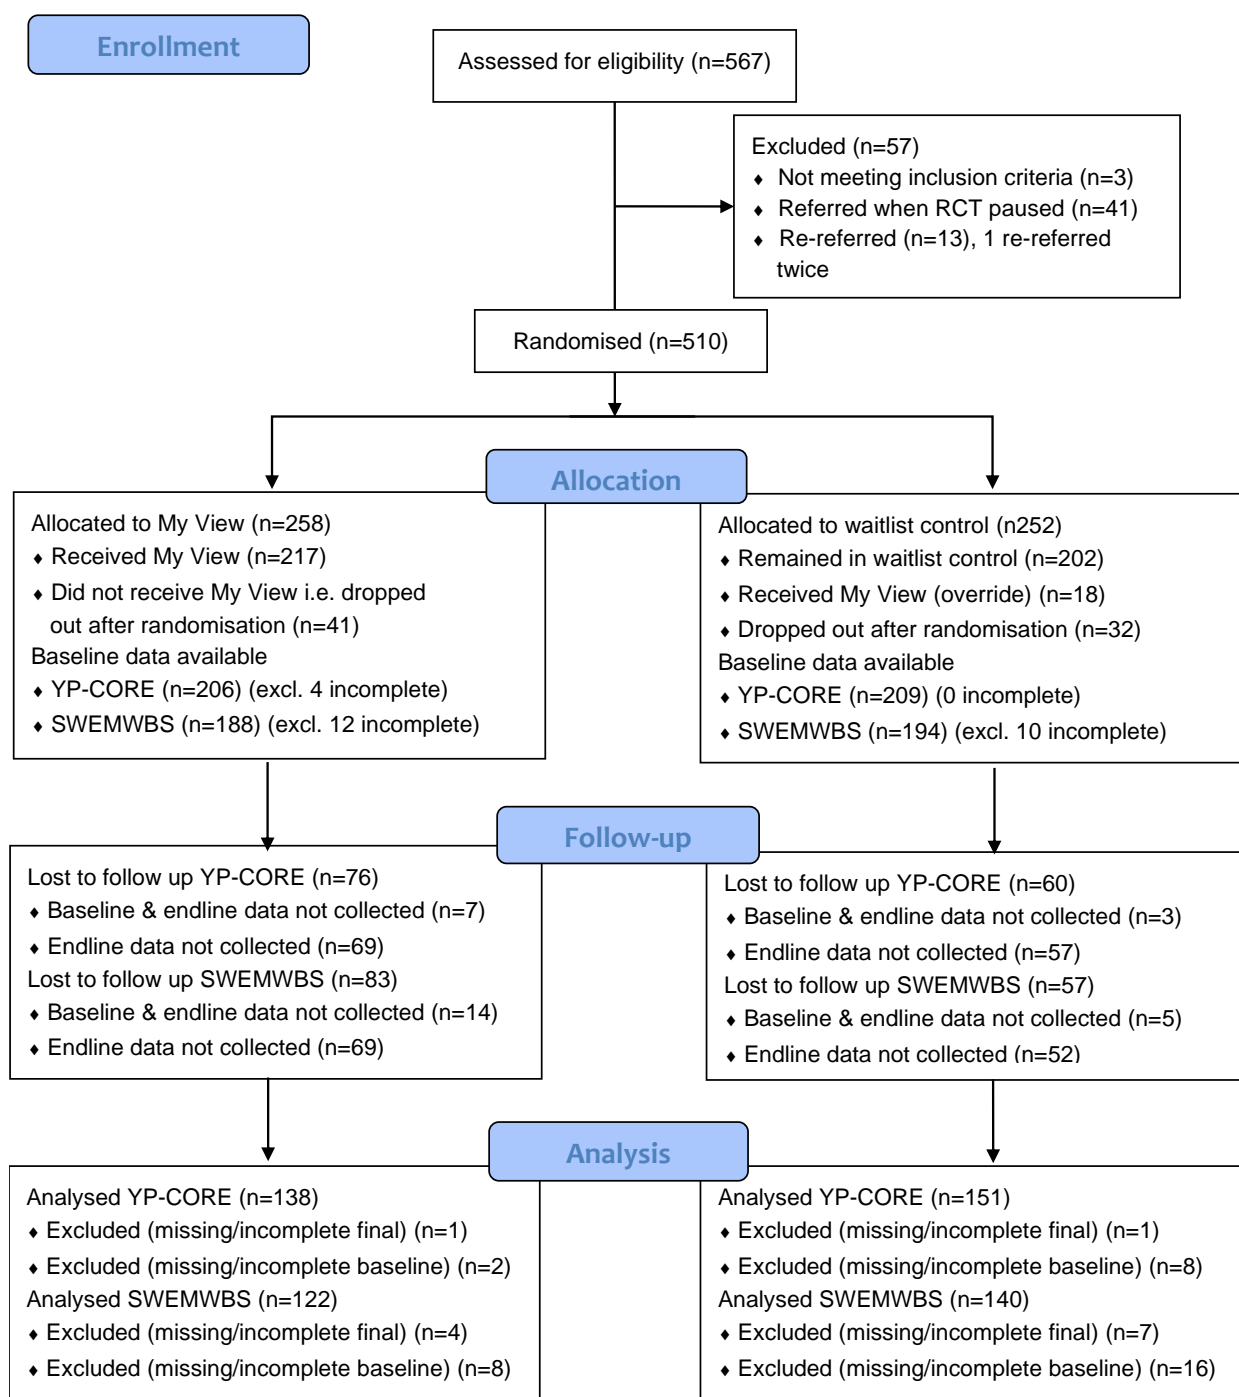 Enrollment
Assessed for eligibility (n=567)
Excluded (n=57)
♦ Not meeting inclusion criteria (n=3)
♦ Referred when RCT paused (n=41)
♦ Re-referred (n=13), 1 re-referred
twice
Randomised (n=510)
Allocation
Allocated to My View (n=258)
♦ Received My View (n=217)
♦ Did not receive My View i.e. dropped
out after randomisation (n=41)
Baseline data available
♦ YP-CORE (n=206) (excl. 4 incomplete)
♦ SWEMWBS (n=188) (excl. 12 incomplete)
Allocated to waitlist control (n252)
♦ Remained in waitlist control (n=202)
♦ Received My View (override) (n=18)
♦ Dropped out after randomisation (n=32)
Baseline data available
♦ YP-CORE (n=209) (0 incomplete)
♦ SWEMWBS (n=194) (excl. 10 incomplete)
Follow-up
Lost to follow up YP-CORE (n=76)
♦ Baseline & endline data not collected (n=7)
♦ Endline data not collected (n=69)
Lost to follow up SWEMWBS (n=83)
♦ Baseline & endline data not collected (n=14)
♦ Endline data not collected (n=69)
Lost to follow up YP-CORE (n=60)
♦ Baseline & endline data not collected (n=3)
♦ Endline data not collected (n=57)
Lost to follow up SWEMWBS (n=57)
♦ Baseline & endline data not collected (n=5)
♦ Endline data not collected (n=52)
Analysis
Analysed YP-CORE (n=138)
♦ Excluded (missing/incomplete final) (n=1)
♦ Excluded (missing/incomplete baseline) (n=2)
Analysed SWEMWBS (n=122)
♦ Excluded (missing/incomplete final) (n=4)
♦ Excluded (missing/incomplete baseline) (n=8)
Analysed YP-CORE (n=151)
♦ Excluded (missing/incomplete final) (n=1)
♦ Excluded (missing/incomplete baseline) (n=8)
Analysed SWEMWBS (n=140)
♦ Excluded (missing/incomplete final) (n=7)
♦ Excluded (missing/incomplete baseline) (n=16)